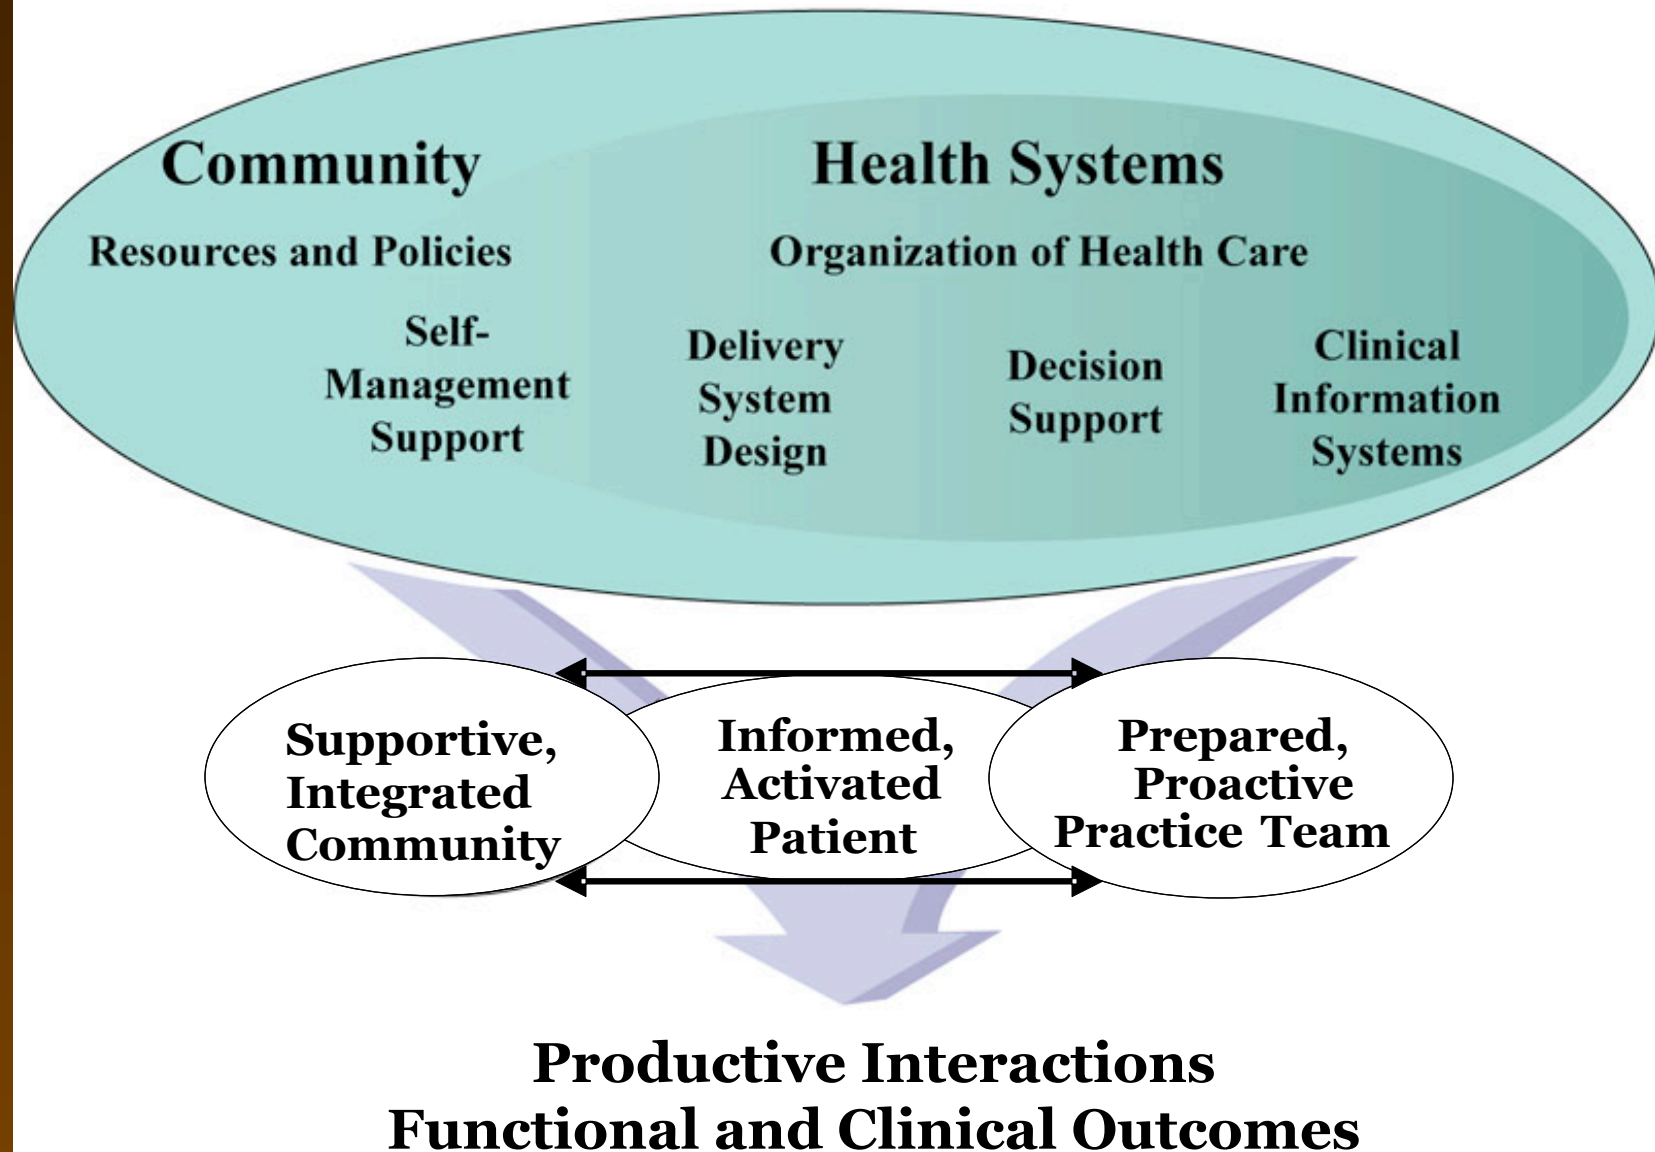 Community
Resources and Policies
Health Systems
Organization of Health Care
Self-
Management
Support
Delivery
System
Design
Decision
Support
Clinical
Information
Systems
Supportive,
Integrated
Community
Informed,
Activated
Patient
Prepared,
Proactive
Practice Team
Productive Interactions
Functional and Clinical Outcomes